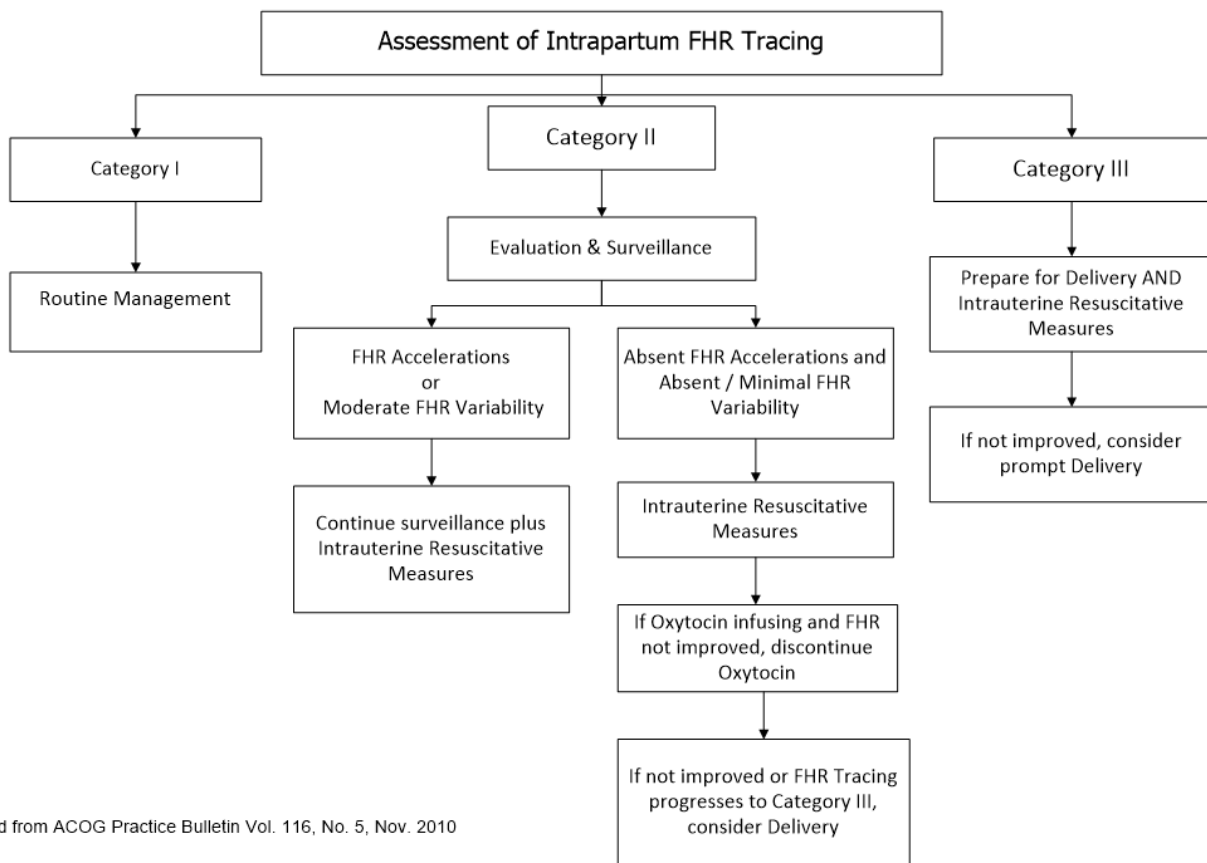 Assessment of Intrapartum FHR Tracing
Category I
Routine Management
Category II
Evaluation & Surveillance
FHR Accelerations
or
Moderate FHR Variability
Continue surveillance plus
Intrauterine Resuscitative
Measures
Absent FHR Accelerations and
Absent / Minimal FHR
Variability
Intrauterine Resuscitative
Measures
If Oxytocin infusing and FHR
not improved, discontinue
Oxytocin
If not improved or FHR Tracing
progresses to Category III,
consider Delivery
Category III
Prepare for Delivery AND
Intrauterine Resuscitative
Measures
If not improved, consider
prompt Delivery
from ACOG Practice Bulletin Vol. 116, No. 5, Nov. 2010